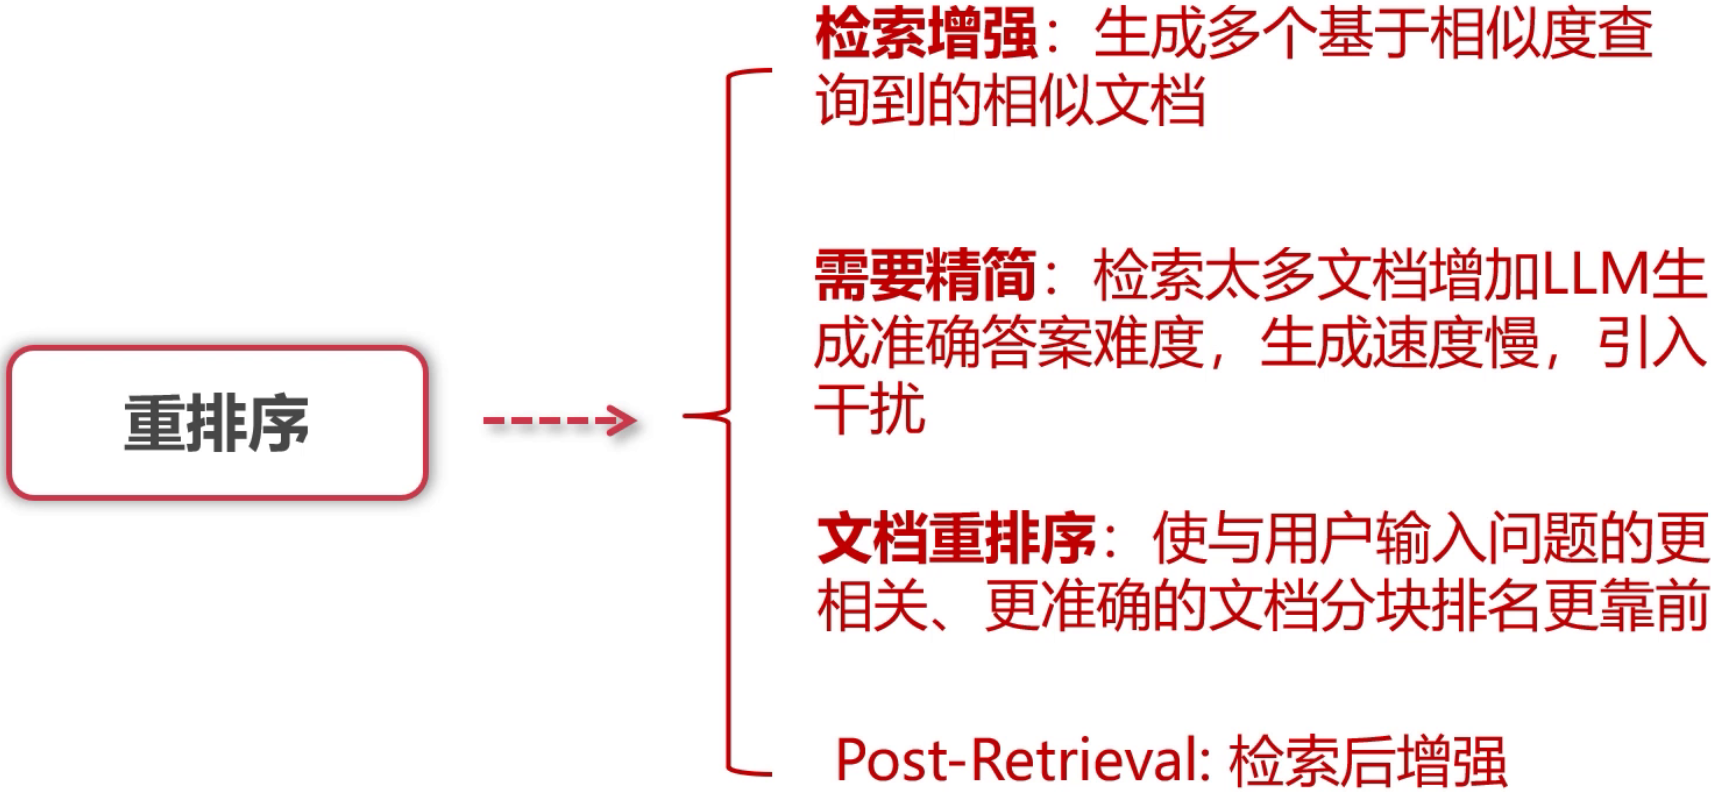 检索增强：生成多个基于相似度查
询到的相似文档
需要精简：检索太多文档增加LLM生
成准确答案难度，生成速度慢，引入
干扰
重排序
文档重排序：使与用户输入问题的更
相关、更准确的文档分块排名更靠前
Post-Retrieval: 检索后增强